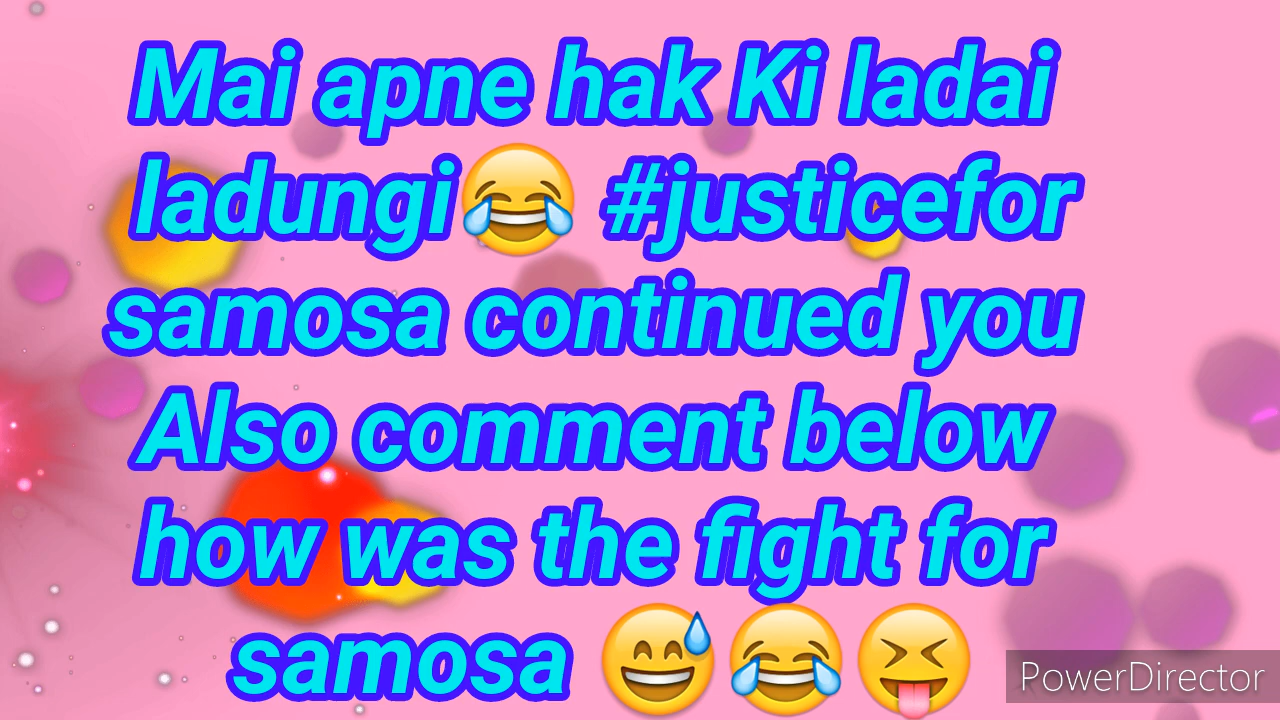 Mai apne hak Ki ladai
ladungi😂 #justicefor
samosa continued you
Also comment below
how was the fight for
samosa 😅😂😝
PowerDirector